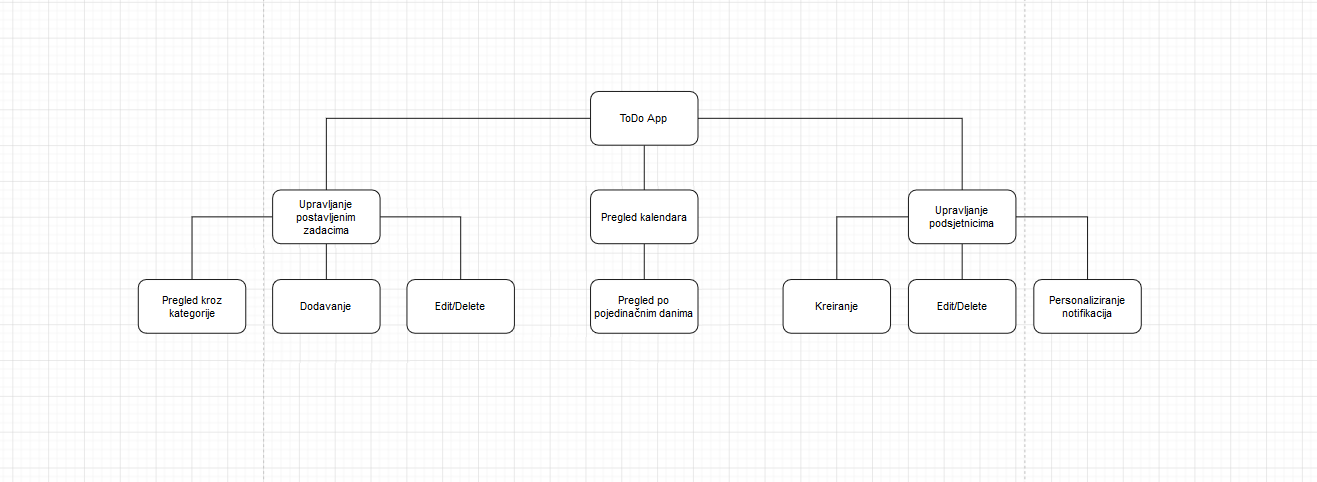 ToDo App
Upravljanje
postavljenim
zadacima
Pregled kalendara
Upravljanje
podsjetnicima
Pregled kroz
kategorije
Dodavanje
Edit/Delete
Pregled po
pojedinačnim danima
Kreiranje
Edit/Delete
Personaliziranje
notifikacija